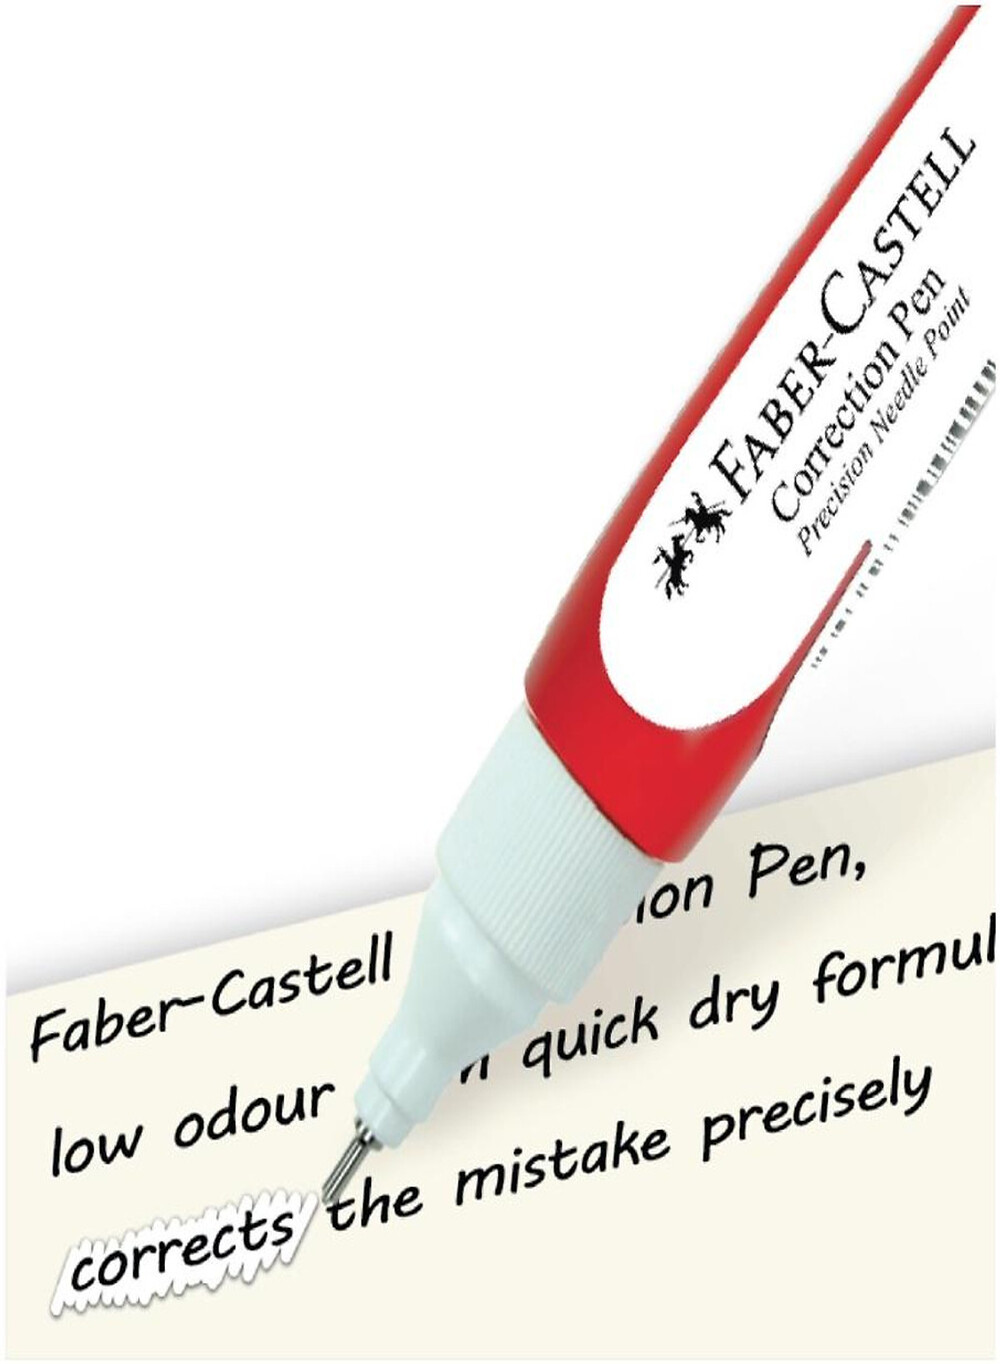 FABER-CASTELL
Correction Pen
Precision Needle Point
Faber-Castell ion Pen,
low odour n quick dry formul
corrects the mistake precisely